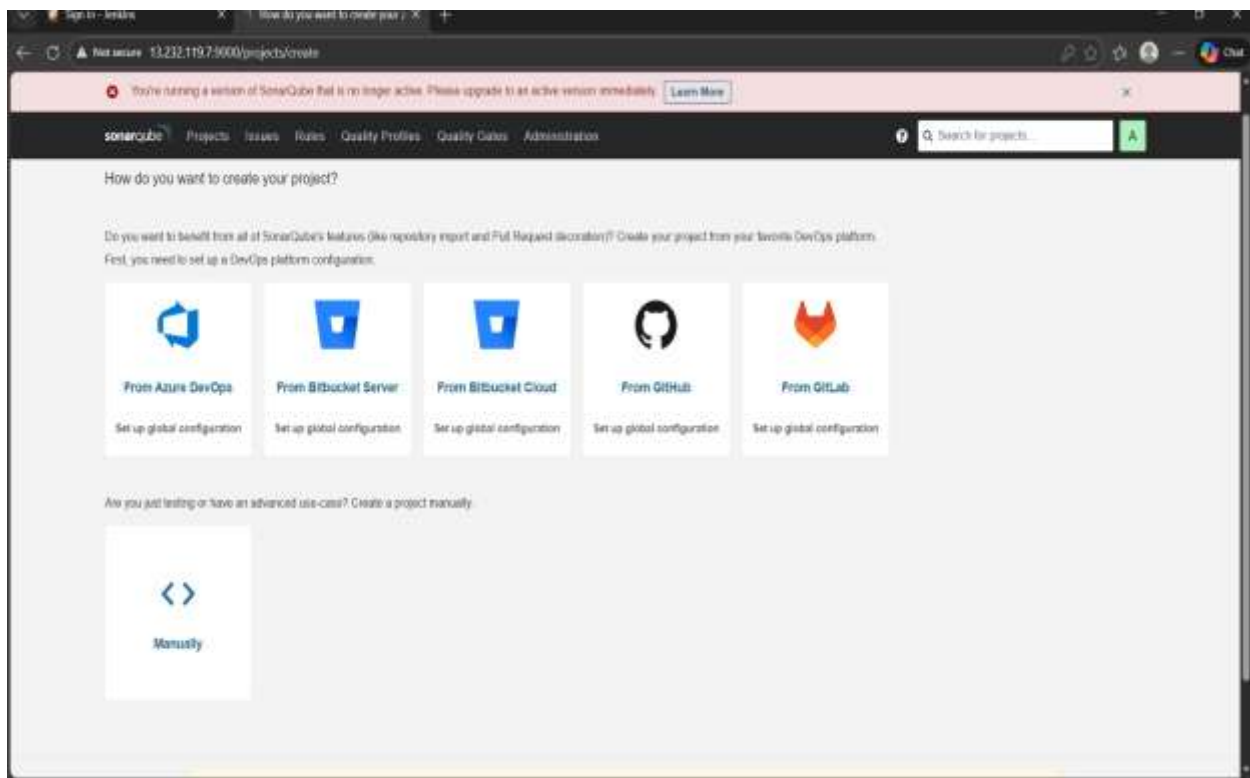 Sign in - Jenkins
How do you want to create your
Not secure 13.232.119.7:9000/projects/create
Chat
You're running a version of SonarQube that is no longer active. Please upgrade to an active version immediately. Learn More
sonarqube Projects Issues Rules Quality Profiles Quality Gates Administration Search for projects... A
How do you want to create your project?
Do you want to benefit from all of SonarQube's features (like repository import and Pull Request decoration)? Create your project from your favorite DevOps platform.
First, you need to set up a DevOps platform configuration.
From Azure DevOps From Bitbucket Server From Bitbucket Cloud From GitHub From GitLab
Set up global configuration Set up global configuration Set up global configuration Set up global configuration Set up global configuration
Are you just testing or have an advanced use-case? Create a project manually.
Manually